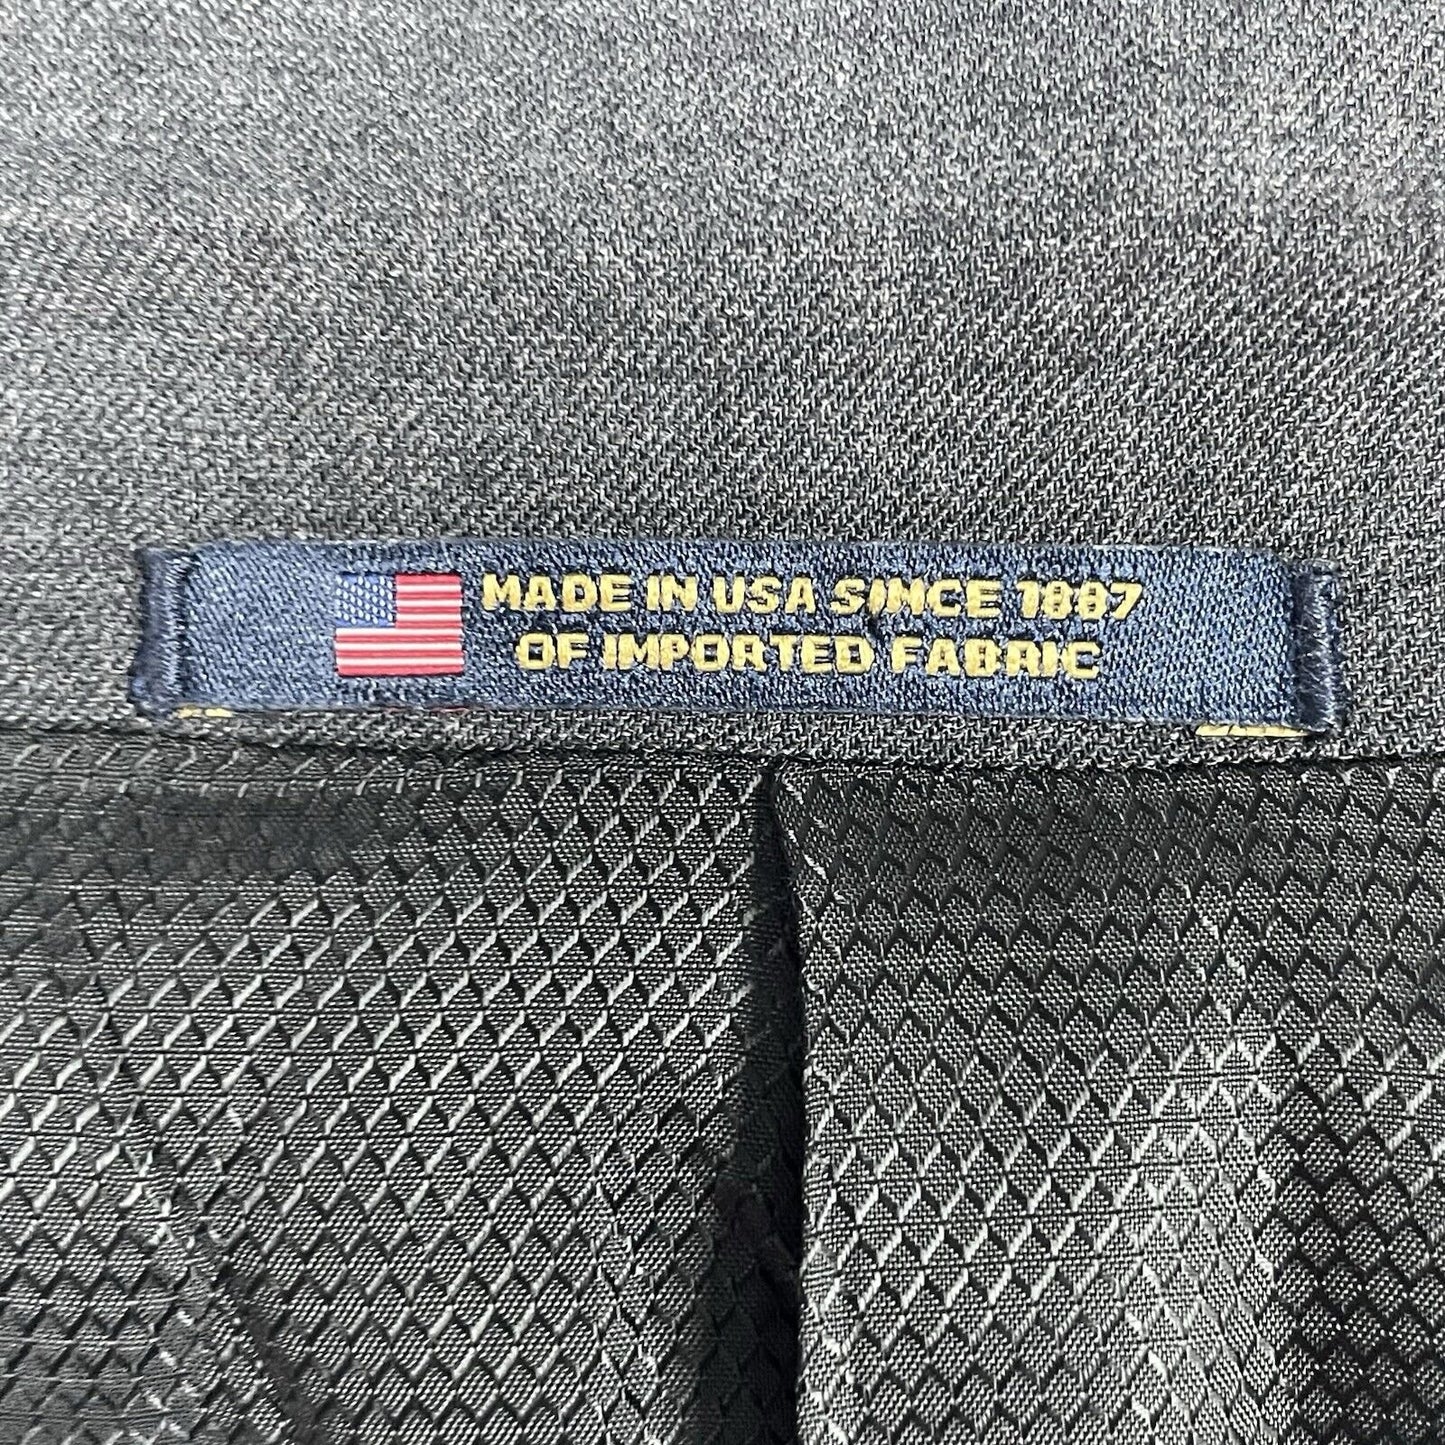 MADE IN USA SINCE 1887
OF IMPORTED FABRIC